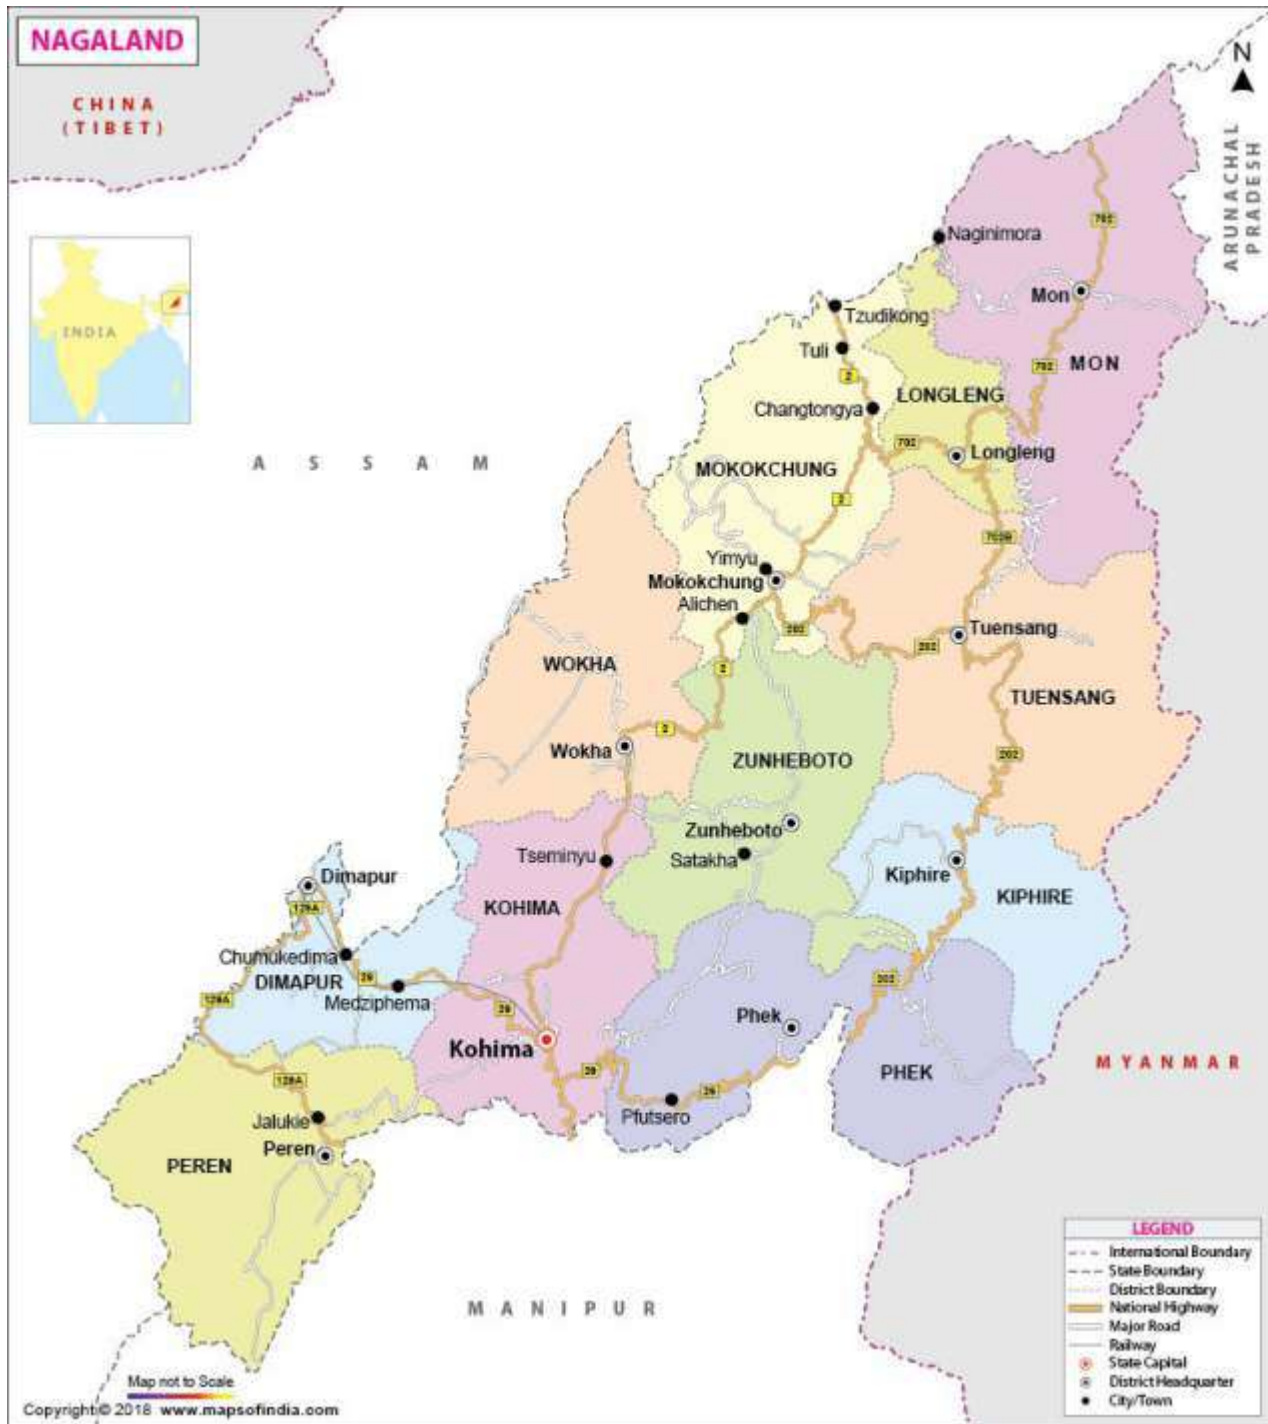 NAGALAND
CHINA
(TIBET)
N
ARUNACHAL
PRADESH
INDIA
702
Naginimora
Mon
Tzudikong
Tuli
2
702
MON
LONGLENG
Changtongya
702
Longleng
ASSAM
MOKOKCHUNG
2
702B
Yimyu
Mokokchung
Alichen
202
Tuensang
202
WOKHA
2
TUENSANG
2
Wokha
ZUNHEBOTO
202
Zunheboto
Tseminyu
Satakha
Kiphire
Dimapur
KIPHIRE
129A
KOHIMA
Chumukedima
DIMAPUR
29
Medziphema
202
129A
29
Phek
Kohima
MYANMAR
129A
29
PHEK
29
Jalukie
Pfutsero
Peren
PEREN
MANIPUR
LEGEND
International Boundary
State Boundary
District Boundary
National Highway
Major Road
Railway
State Capital
District Headquarter
City/Town
Map not to Scale
Copyright © 2018 www.mapsofindia.com